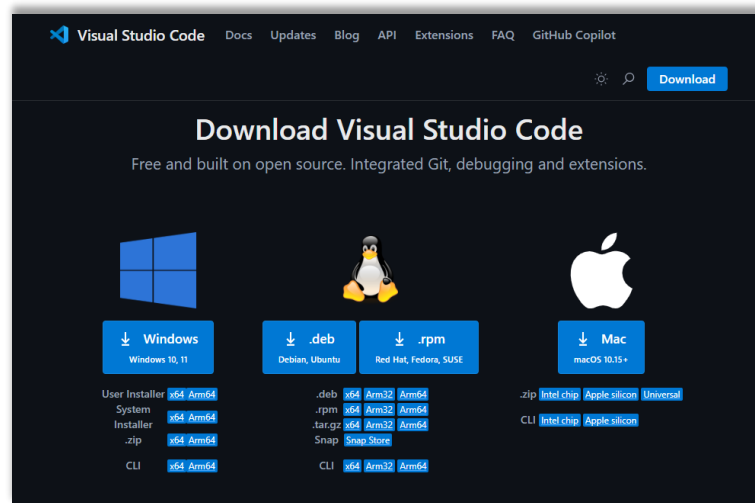 Visual Studio Code Docs Updates Blog API Extensions FAQ GitHub Copilot
Download
Download Visual Studio Code
Free and built on open source. Integrated Git, debugging and extensions.
Windows
Windows 10, 11
.deb
Debian, Ubuntu
.rpm
Red Hat, Fedora, SUSE
Mac
macOS 10.15+
User Installer x64 Arm64
System Installer x64 Arm64
.zip x64 Arm64
CLI x64 Arm64
.deb x64 Arm32 Arm64
.rpm x64 Arm32 Arm64
.tar.gz x64 Arm32 Arm64
Snap Snap Store
CLI x64 Arm32 Arm64
.zip Intel chip Apple silicon Universal
CLI Intel chip Apple silicon